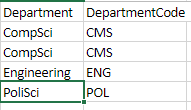 Department DepartmentCode
CompSci CMS
CompSci CMS
Engineering ENG
PoliSci POL